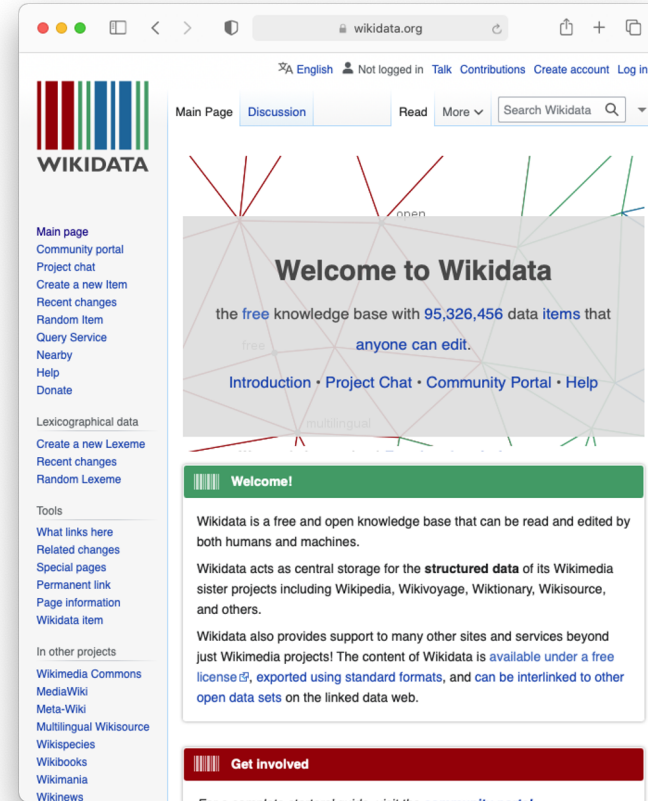 wikidata.org
English Not logged in Talk Contributions Create account Log in
WIKIDATA
Main Page Discussion Read More Search Wikidata
Main page
Community portal
Project chat
Create a new Item
Recent changes
Random Item
Query Service
Nearby
Help
Donate
Lexicographical data
Create a new Lexeme
Recent changes
Random Lexeme
Tools
What links here
Related changes
Special pages
Permanent link
Page information
Wikidata item
In other projects
Wikimedia Commons
MediaWiki
Meta-Wiki
Multilingual Wikisource
Wikispecies
Wikibooks
Wikimania
Wikinews
open
Welcome to Wikidata
the free knowledge base with 95,326,456 data items that
free
anyone can edit.
Introduction • Project Chat • Community Portal • Help
multilingual
Welcome!
Wikidata is a free and open knowledge base that can be read and edited by
both humans and machines.
Wikidata acts as central storage for the structured data of its Wikimedia
sister projects including Wikipedia, Wikivoyage, Wiktionary, Wikisource,
and others.
Wikidata also provides support to many other sites and services beyond
just Wikimedia projects! The content of Wikidata is available under a free
license, exported using standard formats, and can be interlinked to other
open data sets on the linked data web.
Get involved